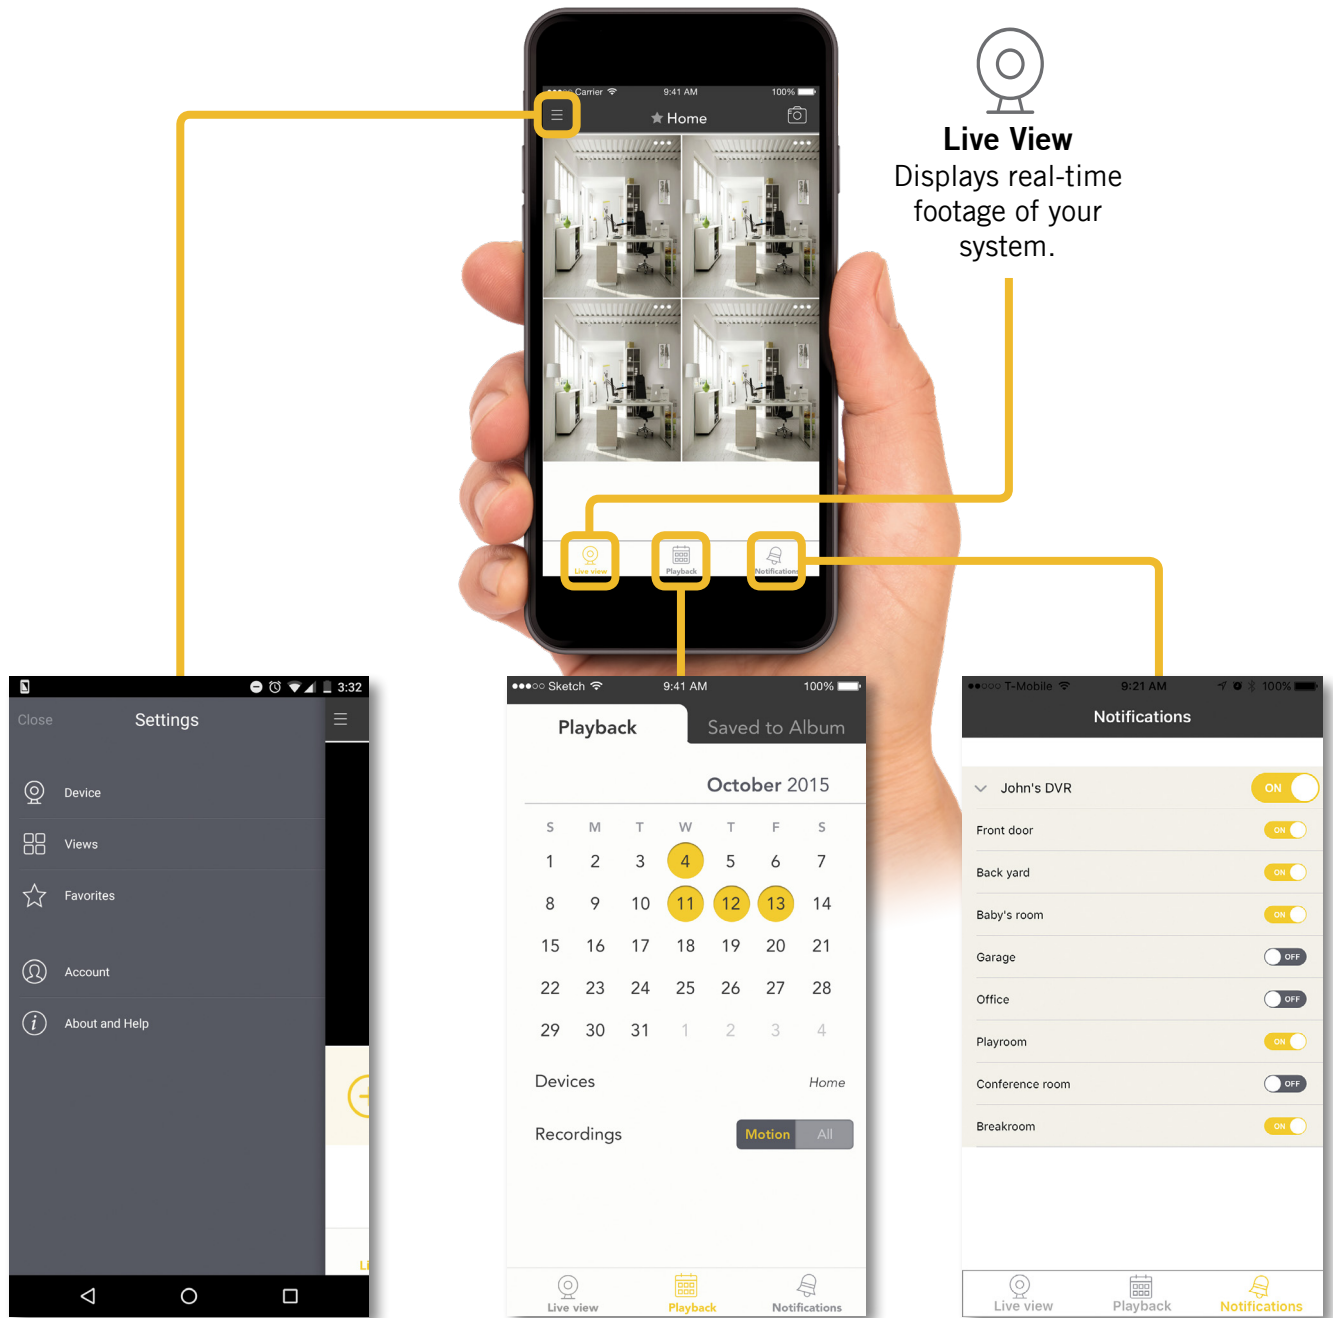 Carrier 9:41 AM 100%
Home
Live view Playback Notifications
Live View
Displays real-time
footage of your
system.
3:32
Close Settings
Device
Views
Favorites
Account
About and Help
Li
Sketch 9:41 AM 100%
Playback Saved to Album
October 2015
S M T W T F S
1 2 3 4 5 6 7
8 9 10 11 12 13 14
15 16 17 18 19 20 21
22 23 24 25 26 27 28
29 30 31 1 2 3 4
Devices Home
Recordings Motion All
Live view Playback Notifications
T-Mobile 9:21 AM 100%
Notifications
John's DVR ON
Front door ON
Back yard ON
Baby's room ON
Garage OFF
Office OFF
Playroom ON
Conference room OFF
Breakroom ON
Live view Playback Notifications